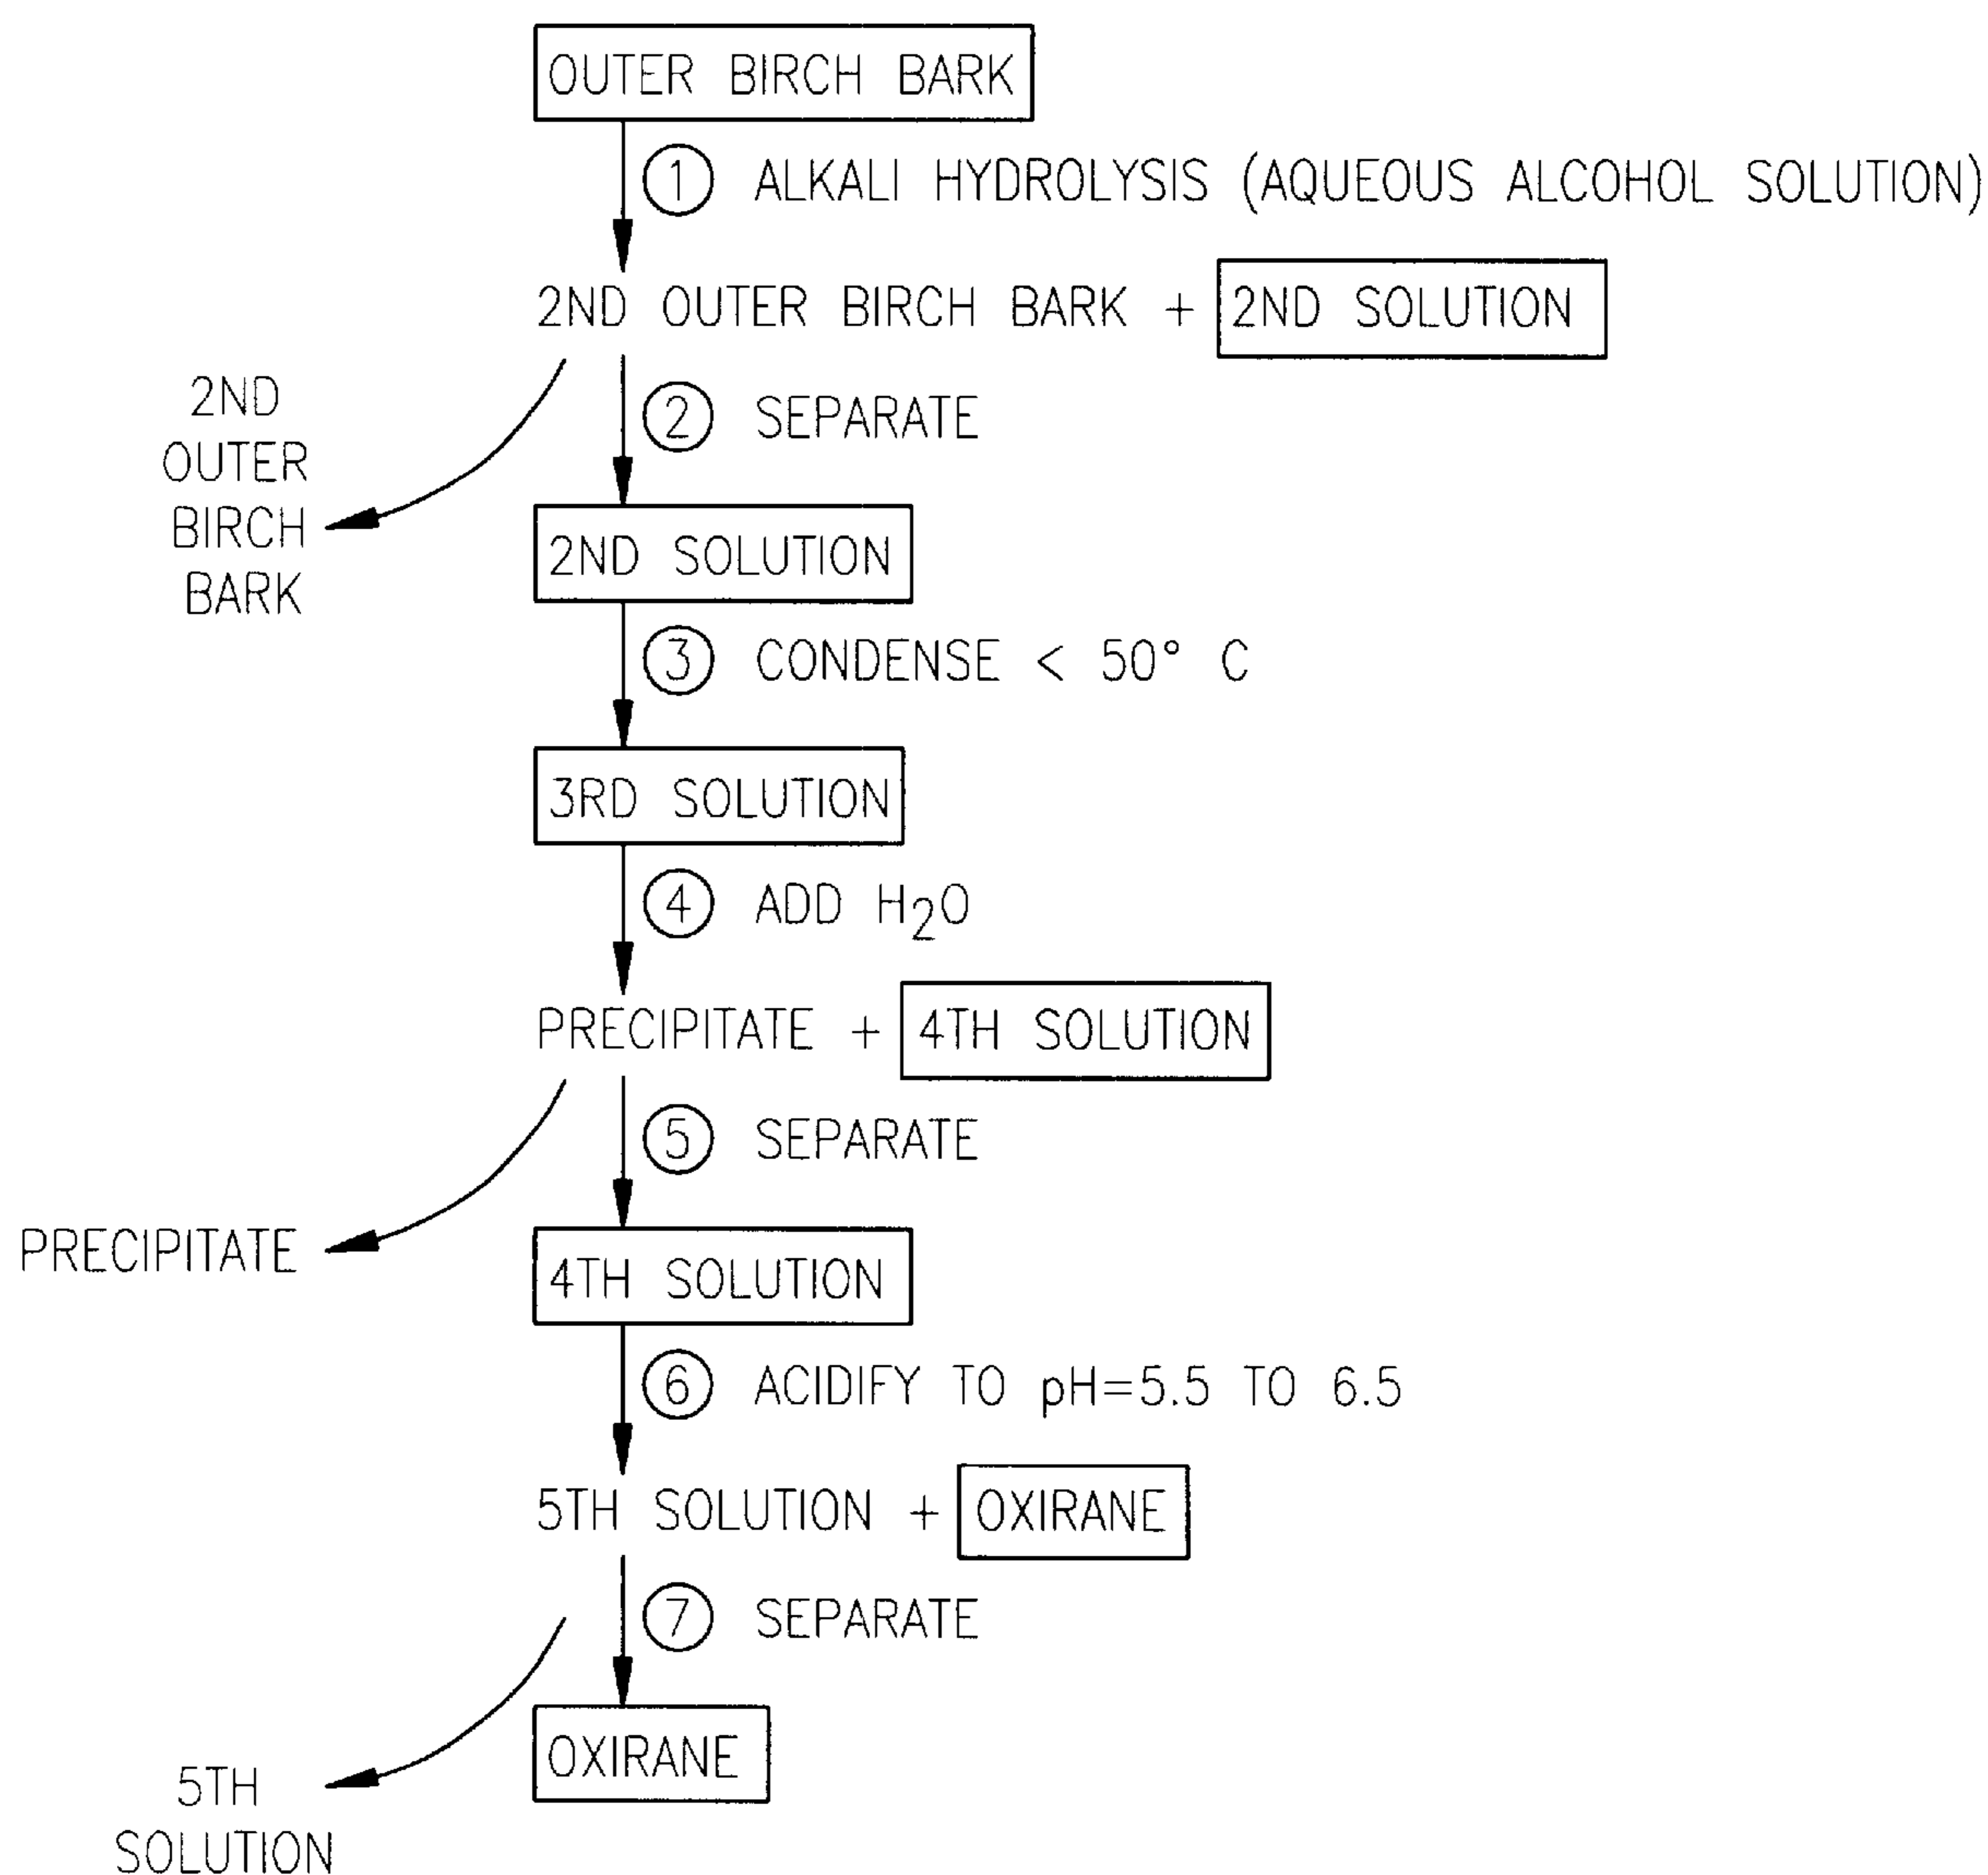 OUTER BIRCH BARK
① ALKALI HYDROLYSIS (AQUEOUS ALCOHOL SOLUTION)
2ND OUTER BIRCH BARK + 2ND SOLUTION
2ND
OUTER
BIRCH
BARK
② SEPARATE
2ND SOLUTION
③ CONDENSE < 50° C
3RD SOLUTION
④ ADD H₂O
PRECIPITATE + 4TH SOLUTION
⑤ SEPARATE
PRECIPITATE
4TH SOLUTION
⑥ ACIDIFY TO pH=5.5 TO 6.5
5TH SOLUTION + OXIRANE
⑦ SEPARATE
OXIRANE
5TH
SOLUTION